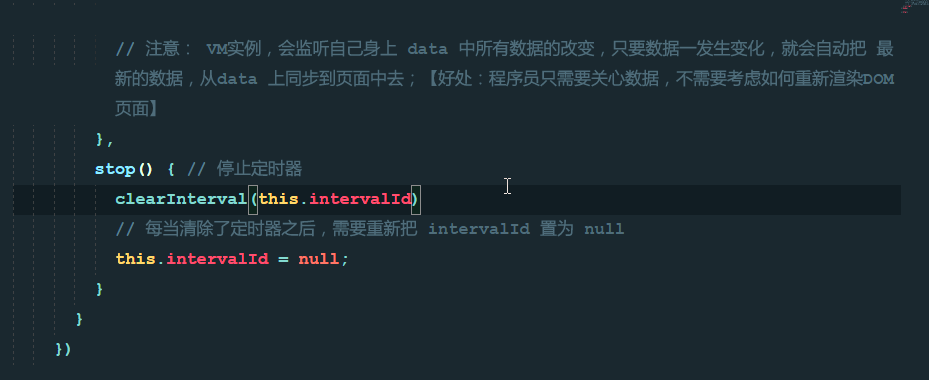 // 注意： VM实例，会监听自己身上 data 中所有数据的改变，只要数据一发生变化，就会自动把 最
新的数据，从data 上同步到页面中去；【好处：程序员只需要关心数据，不需要考虑如何重新渲染DOM
页面】
},
stop() { // 停止定时器
clearInterval(this.intervalId)
// 每当清除了定时器之后，需要重新把 intervalId 置为 null
this.intervalId = null;
}
}
})